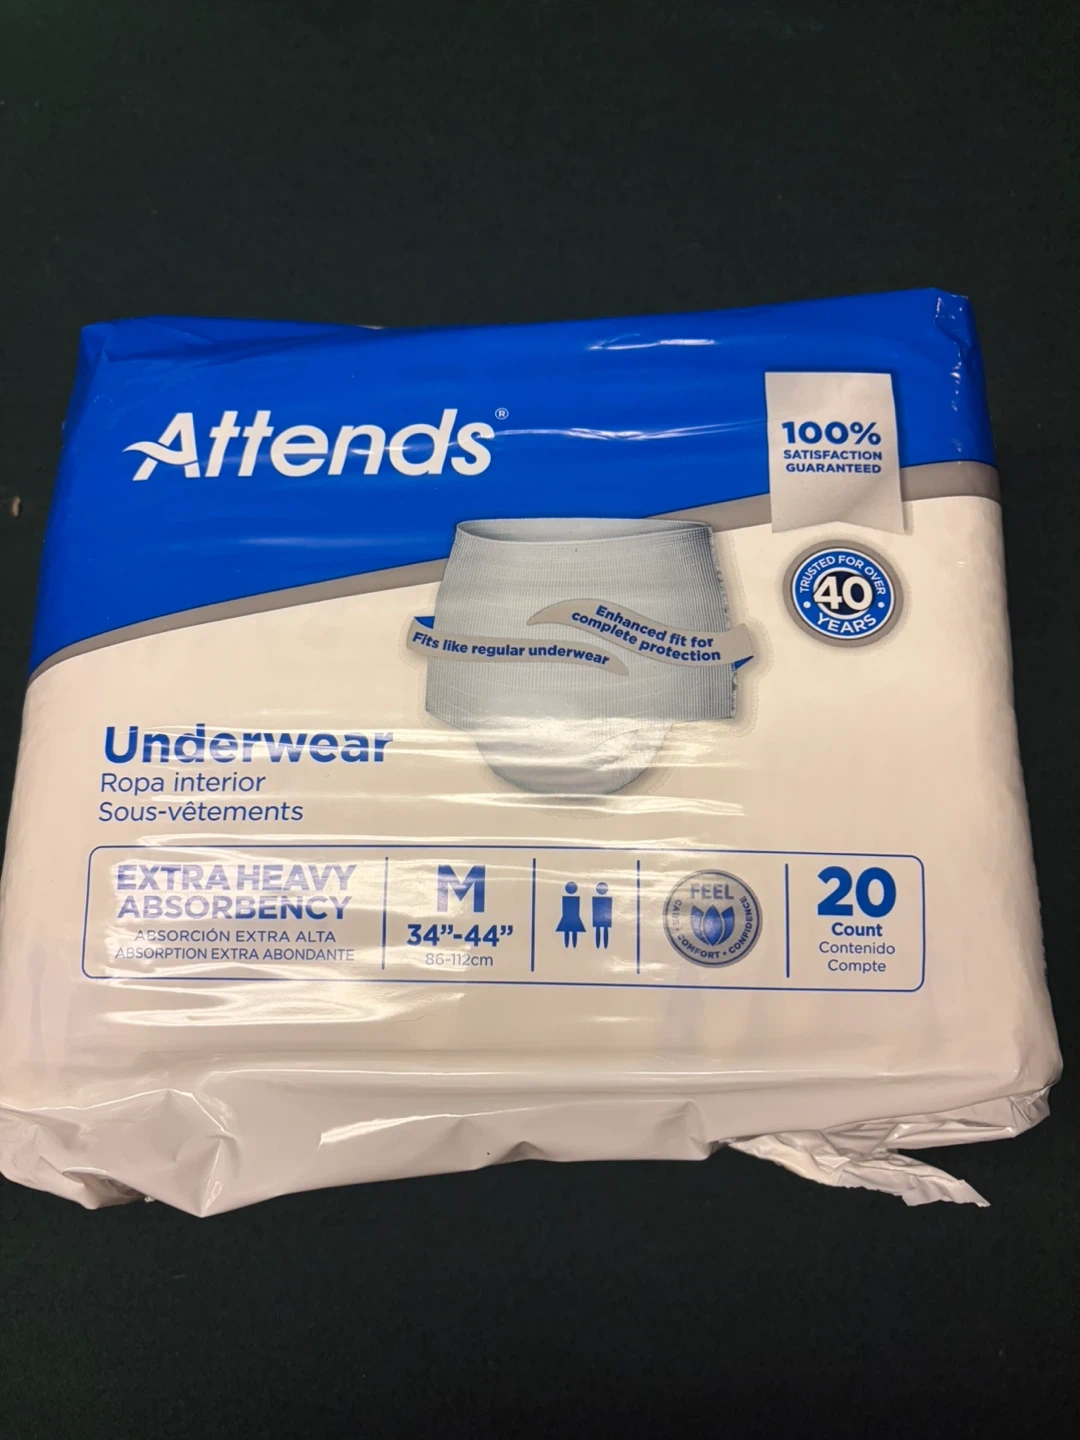 Attends®
100%
SATISFACTION
GUARANTEED
TRUSTED FOR OVER
40
YEARS
Enhanced fit for
complete protection
Fits like regular underwear
Underwear
Ropa interior
Sous-vêtements
EXTRA HEAVY
ABSORBENCY
ABSORCIÓN EXTRA ALTA
ABSORPTION EXTRA ABONDANTE
M
34”-44”
86-112cm
FEEL
CARE • COMFORT • CONFIDENCE
20
Count
Contenido
Compte